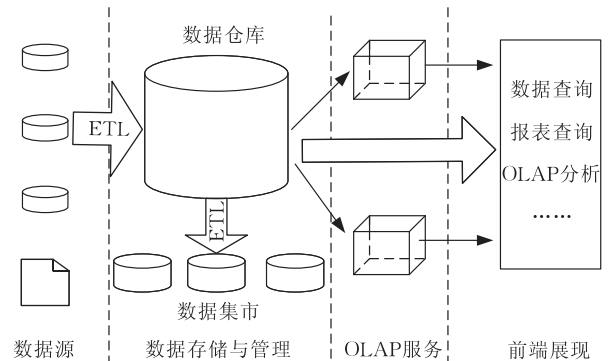 数据仓库
ETL
ETL
数据集市
数据查询
报表查询
OLAP分析
……
数据源
数据存储与管理
OLAP服务
前端展现